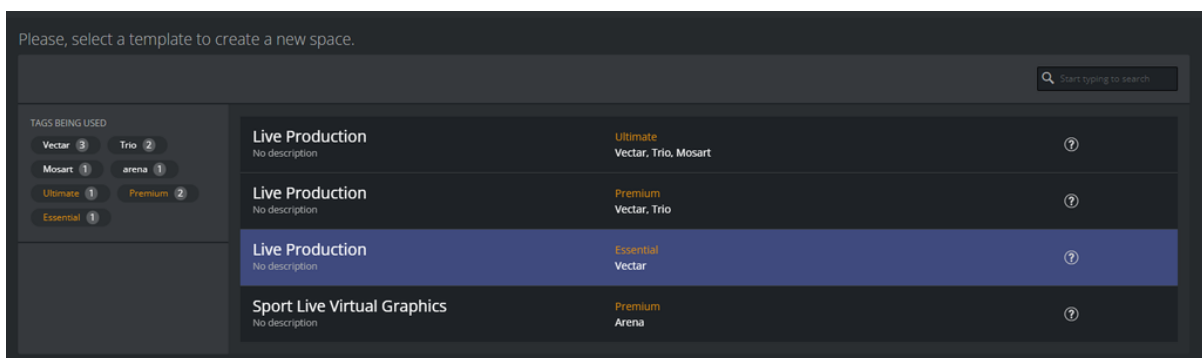 Please, select a template to create a new space.
Start typing to search
TAGS BEING USED
Vectar 3 Trio 2
Mosart 1 arena 1
Ultimate 1 Premium 2
Essential 1
Live Production Ultimate
No description Vectar, Trio, Mosart
Live Production Premium
No description Vectar, Trio
Live Production Essential
No description Vectar
Sport Live Virtual Graphics Premium
No description Arena